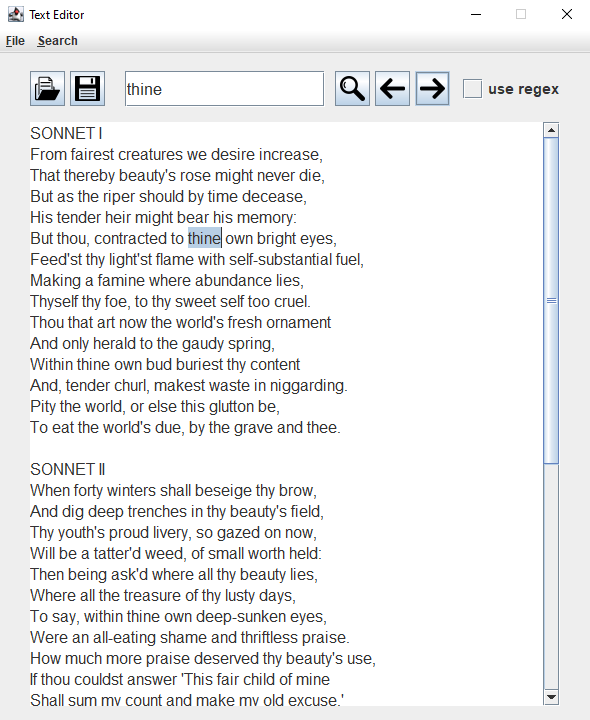 Text Editor
File Search
thine
use regex
SONNET I
From fairest creatures we desire increase,
That thereby beauty's rose might never die,
But as the riper should by time decease,
His tender heir might bear his memory:
But thou, contracted to thine own bright eyes,
Feed'st thy light'st flame with self-substantial fuel,
Making a famine where abundance lies,
Thyself thy foe, to thy sweet self too cruel.
Thou that art now the world's fresh ornament
And only herald to the gaudy spring,
Within thine own bud buriest thy content
And, tender churl, makest waste in niggarding.
Pity the world, or else this glutton be,
To eat the world's due, by the grave and thee.
SONNET II
When forty winters shall beseige thy brow,
And dig deep trenches in thy beauty's field,
Thy youth's proud livery, so gazed on now,
Will be a tatter'd weed, of small worth held:
Then being ask'd where all thy beauty lies,
Where all the treasure of thy lusty days,
To say, within thine own deep-sunken eyes,
Were an all-eating shame and thriftless praise.
How much more praise deserved thy beauty's use,
If thou couldst answer 'This fair child of mine
Shall sum my count and make my old excuse.'